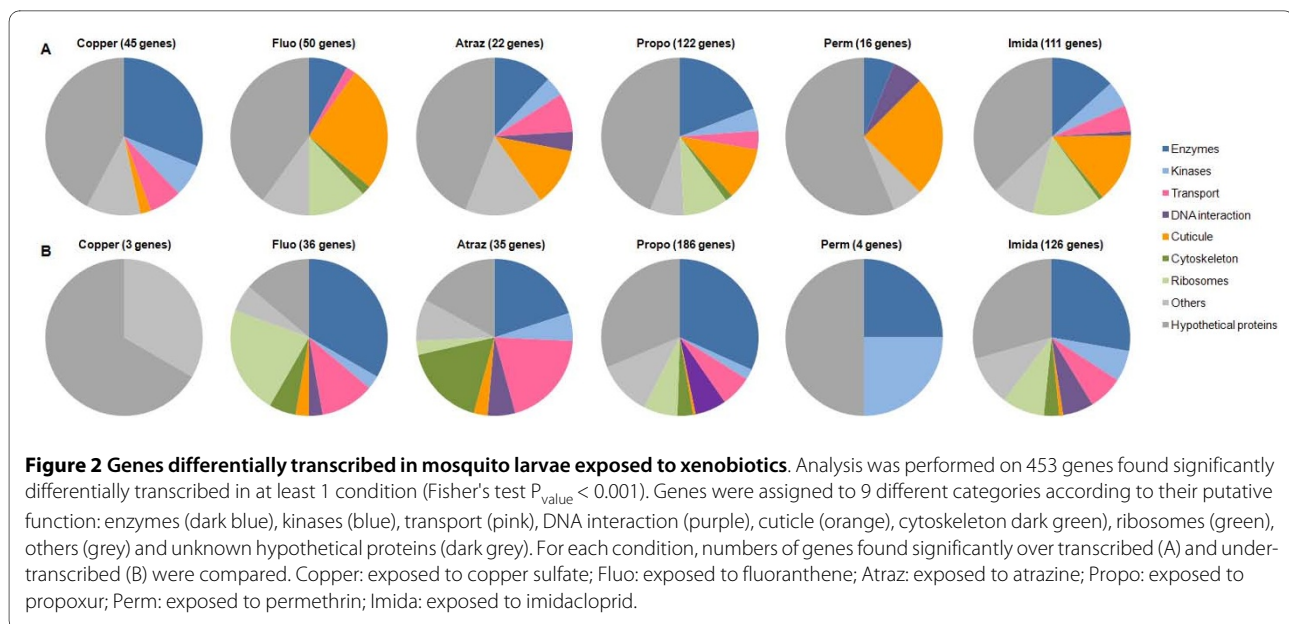 A
Copper (45 genes)
Fluo (50 genes)
Atraz (22 genes)
Propo (122 genes)
Perm (16 genes)
Imida (111 genes)
Enzymes
Kinases
Transport
DNA interaction
Cuticule
Cytoskeleton
Ribosomes
Others
Hypothetical proteins
B
Copper (3 genes)
Fluo (36 genes)
Atraz (35 genes)
Propo (186 genes)
Perm (4 genes)
Imida (126 genes)
Figure 2 Genes differentially transcribed in mosquito larvae exposed to xenobiotics. Analysis was performed on 453 genes found significantly
differentially transcribed in at least 1 condition (Fisher's test Pvalue < 0.001). Genes were assigned to 9 different categories according to their putative
function: enzymes (dark blue), kinases (blue), transport (pink), DNA interaction (purple), cuticle (orange), cytoskeleton dark green), ribosomes (green),
others (grey) and unknown hypothetical proteins (dark grey). For each condition, numbers of genes found significantly over transcribed (A) and under-
transcribed (B) were compared. Copper: exposed to copper sulfate; Fluo: exposed to fluoranthene; Atraz: exposed to atrazine; Propo: exposed to
propoxur; Perm: exposed to permethrin; Imida: exposed to imidacloprid.